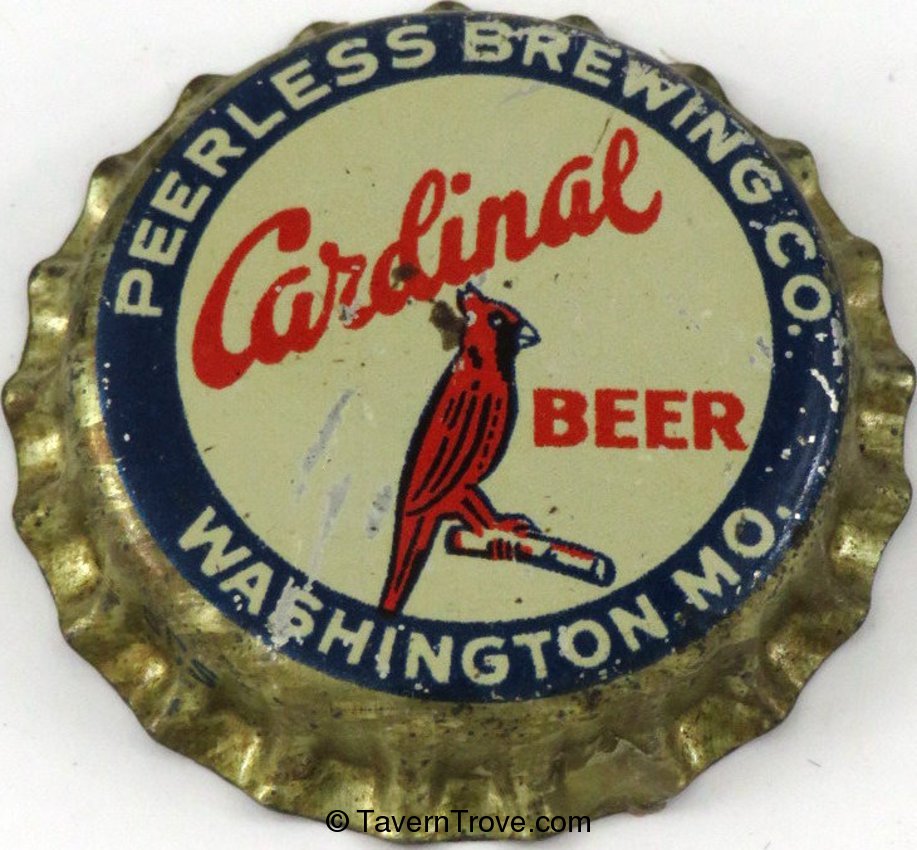 PEERLESS BREWING CO.
Cardinal
BEER
WASHINGTON MO.
© TavernTrove.com